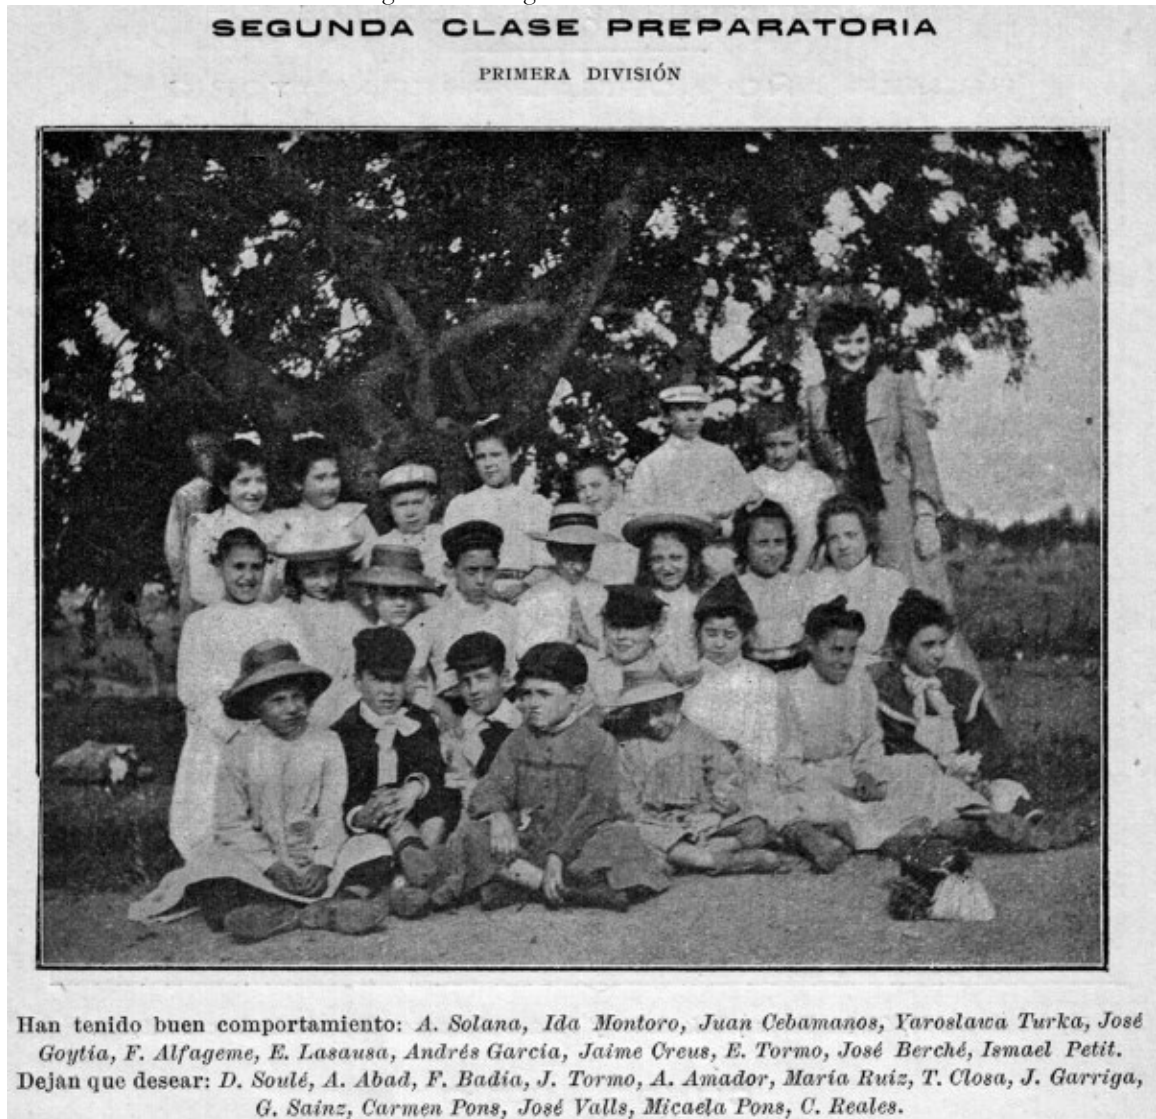 SEGUNDA CLASE PREPARATORIA
PRIMERA DIVISIÓN
Han tenido buen comportamiento: A. Solana, Ida Montoro, Juan Cebamanos, Yaroslawa Turka, José
Goytia, F. Alfageme, E. Lasausa, Andrés García, Jaime Creus, E. Tormo, José Berché, Ismael Petit.
Dejan que desear: D. Soulé, A. Abad, F. Badía, J. Tormo, A. Amador, María Ruiz, T. Closa, J. Garriga,
G. Sainz, Carmen Pons, José Valls, Micaela Pons, C. Reales.